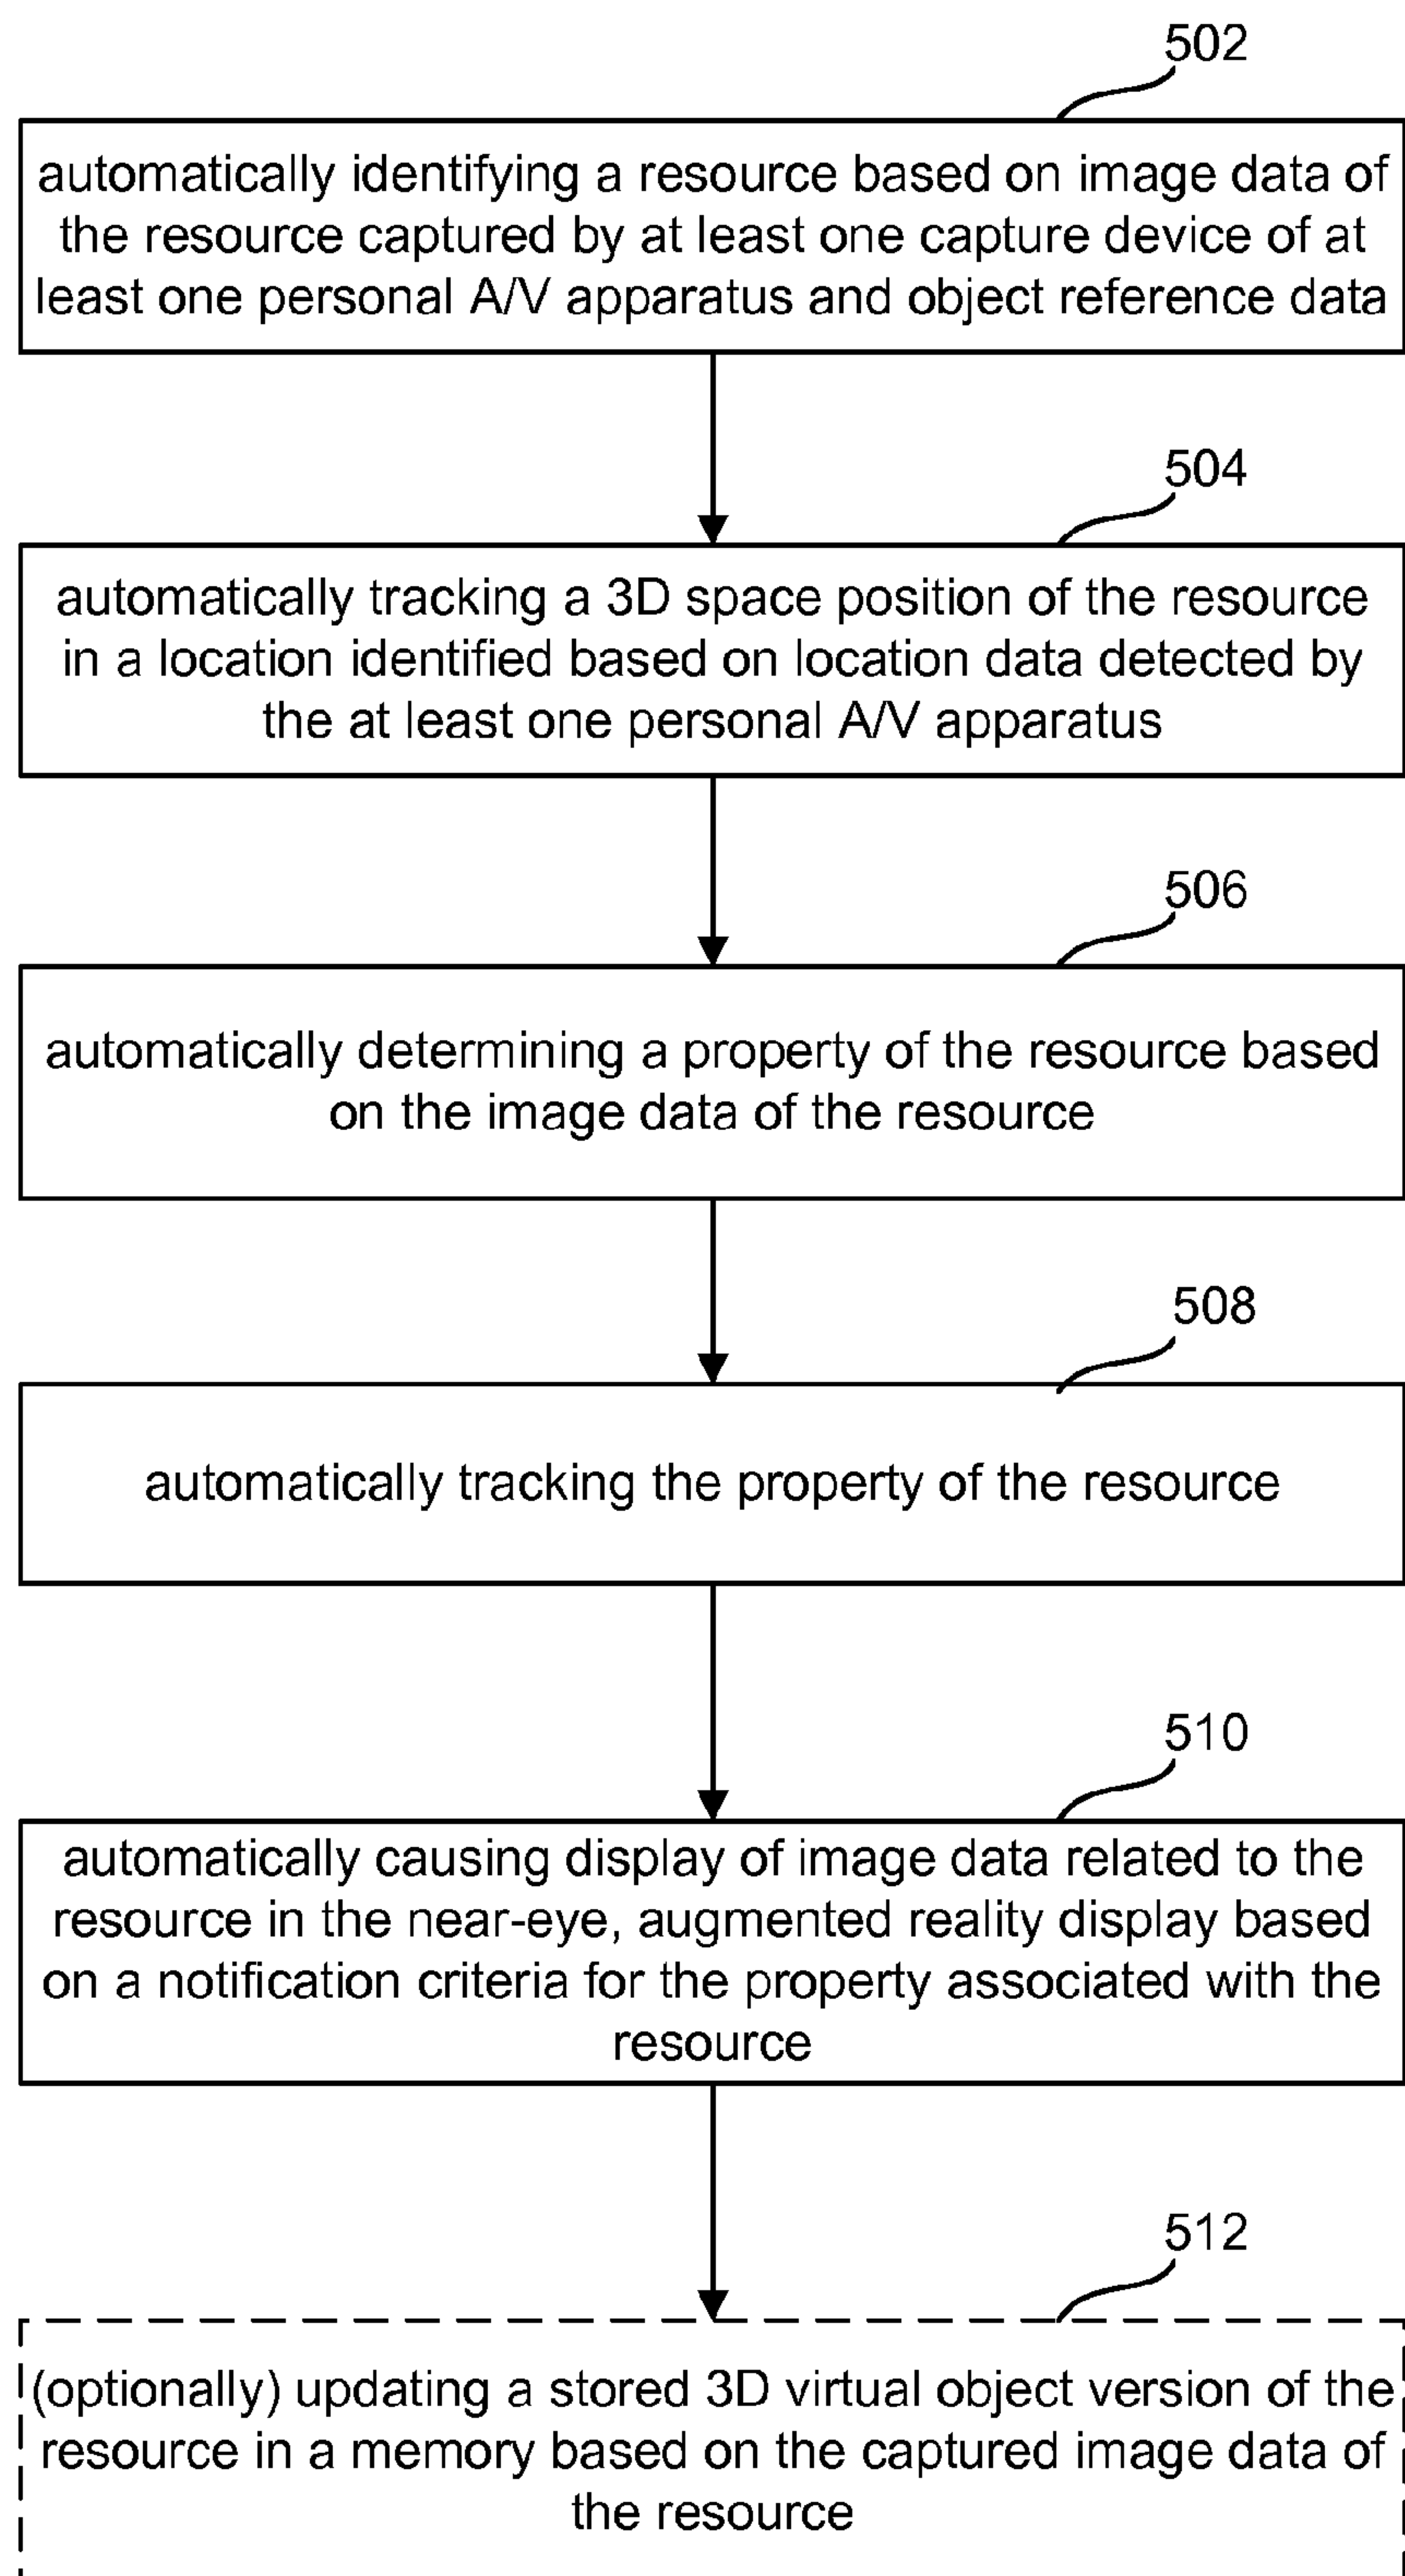 502
automatically identifying a resource based on image data of
the resource captured by at least one capture device of at
least one personal A/V apparatus and object reference data
504
automatically tracking a 3D space position of the resource
in a location identified based on location data detected by
the at least one personal A/V apparatus
506
automatically determining a property of the resource based
on the image data of the resource
508
automatically tracking the property of the resource
510
automatically causing display of image data related to the
resource in the near-eye, augmented reality display based
on a notification criteria for the property associated with the
resource
512
(optionally) updating a stored 3D virtual object version of the
resource in a memory based on the captured image data of
the resource